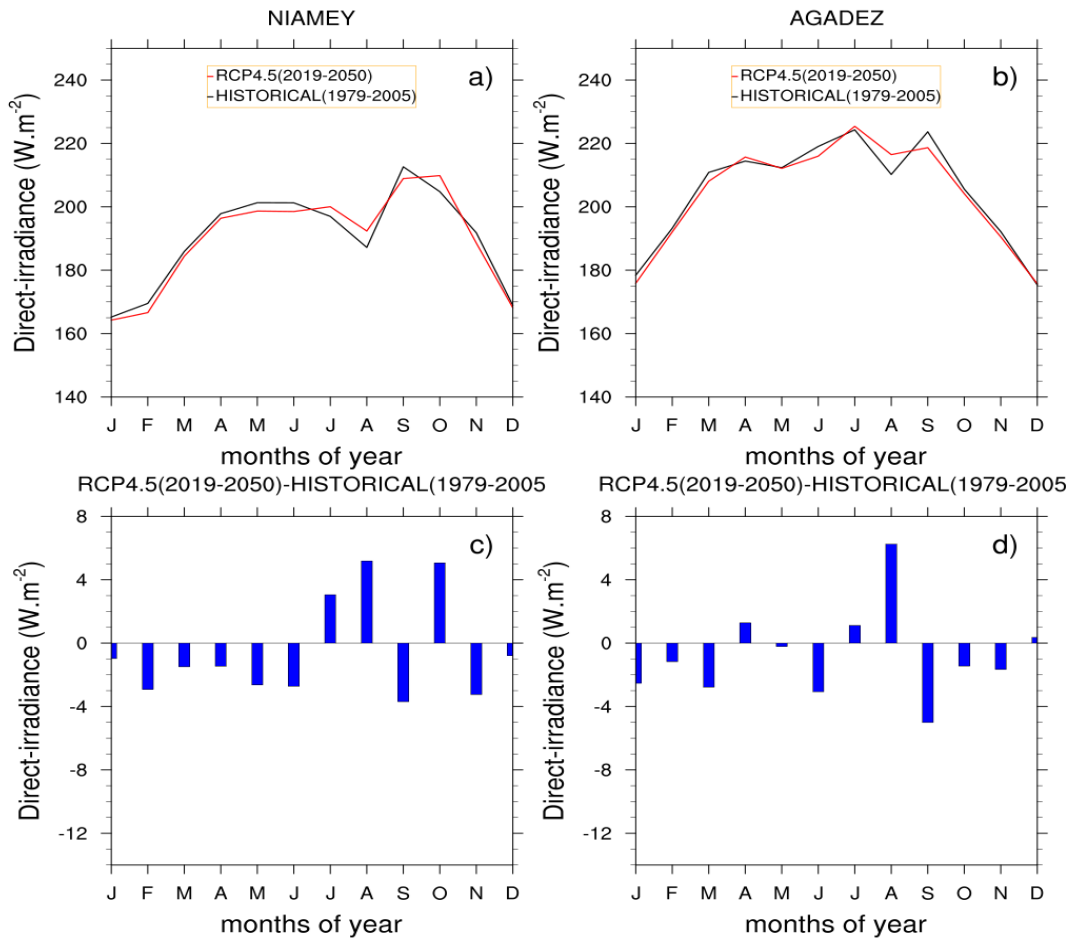 NIAMEY
Direct-irradiance (W.m-2)
240
220
200
180
160
140
RCP4.5(2019-2050)
HISTORICAL(1979-2005)
a)
J F M A M J J A S O N D
months of year
AGADEZ
Direct-irradiance (W.m-2)
240
220
200
180
160
140
RCP4.5(2019-2050)
HISTORICAL(1979-2005)
b)
J F M A M J J A S O N D
months of year
RCP4.5(2019-2050)-HISTORICAL(1979-2005
Direct-irradiance (W.m-2)
8
4
0
-4
-8
-12
c)
J F M A M J J A S O N D
months of year
RCP4.5(2019-2050)-HISTORICAL(1979-2005
Direct-irradiance (W.m-2)
8
4
0
-4
-8
-12
d)
J F M A M J J A S O N D
months of year